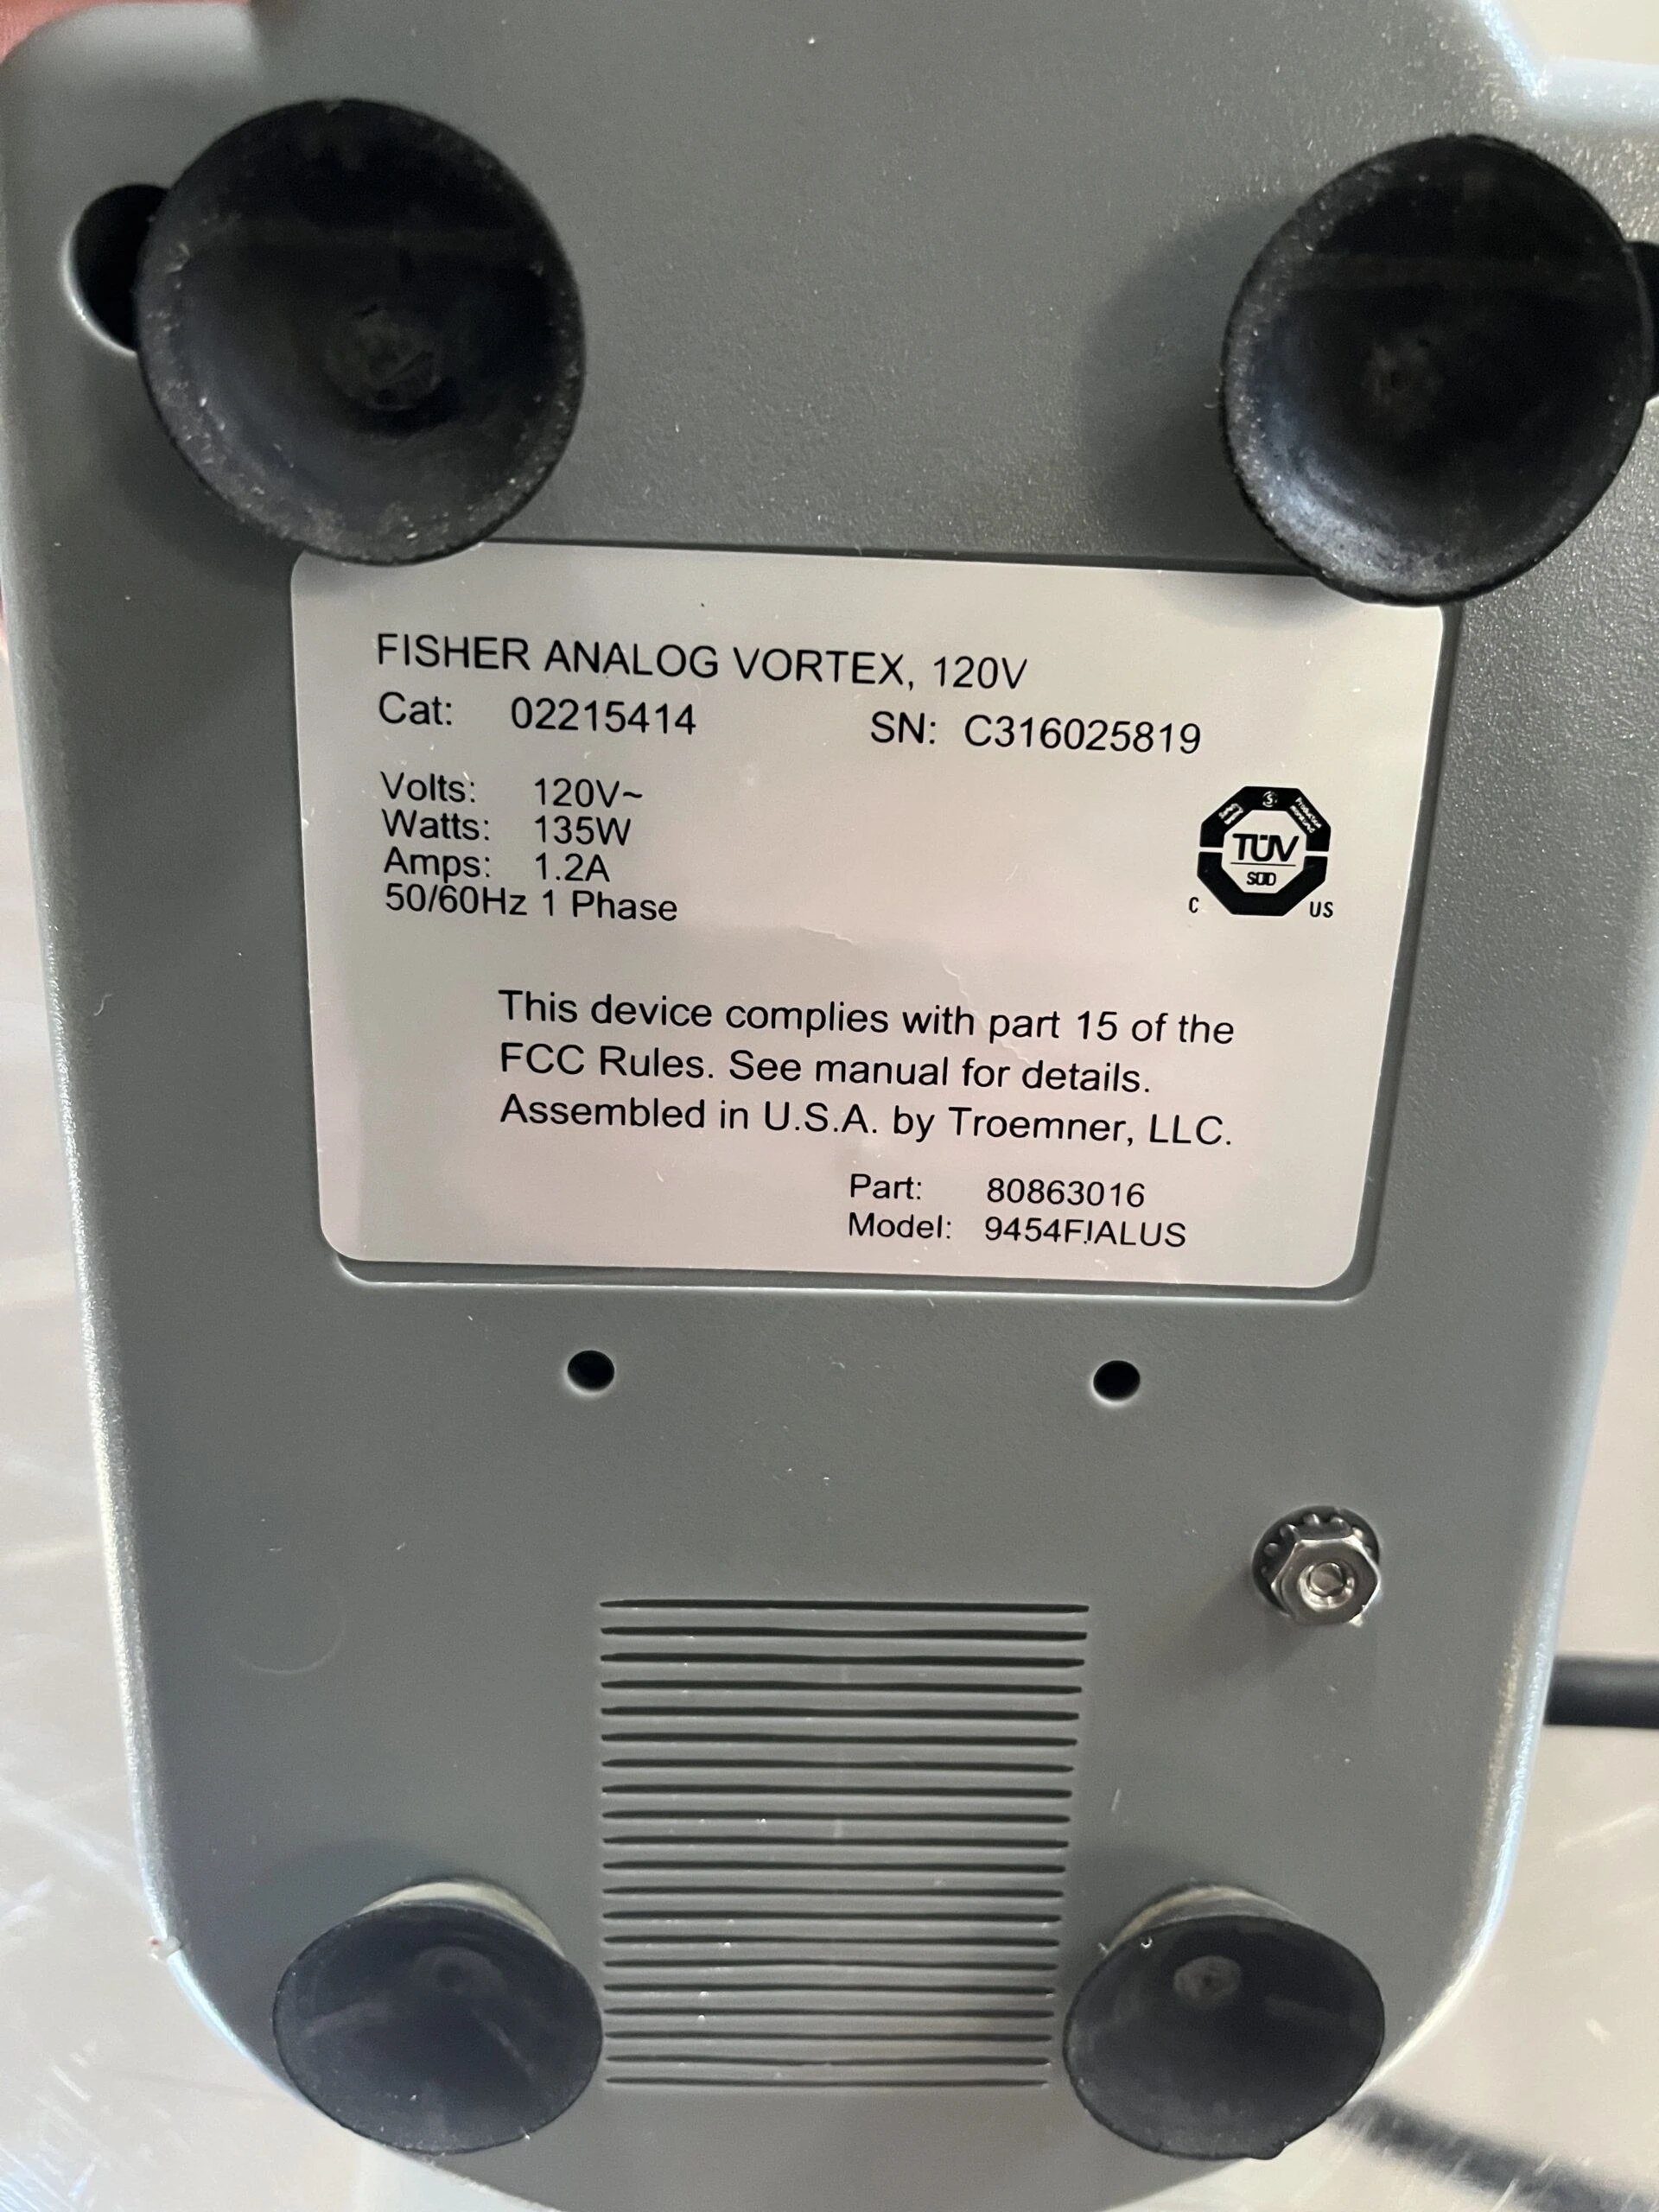 FISHER ANALOG VORTEX, 120V
Cat: 02215414 SN: C316025819
Volts: 120V~
Watts: 135W
Amps: 1.2A
50/60Hz 1 Phase
TÜV
SÜD
C US
This device complies with part 15 of the
FCC Rules. See manual for details.
Assembled in U.S.A. by Troemner, LLC.
Part: 80863016
Model: 9454FIALUS